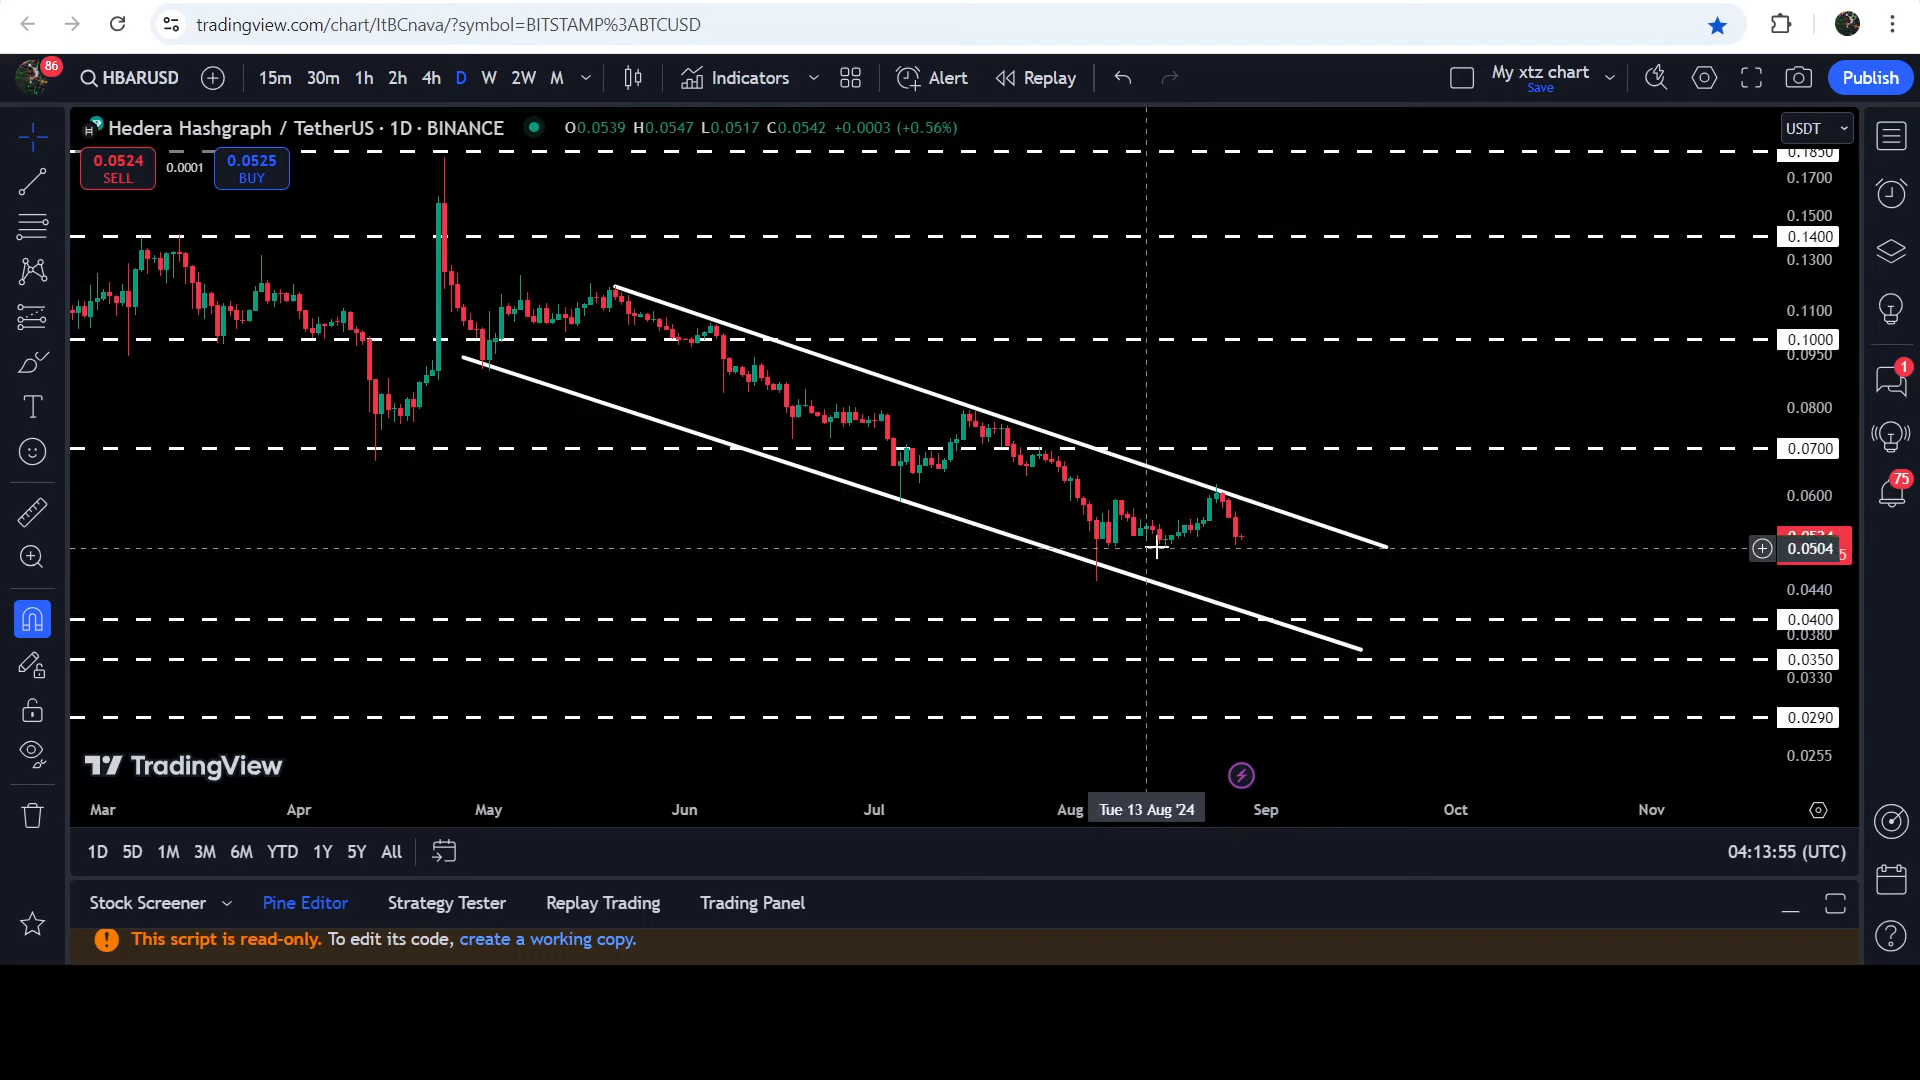 tradingview.com/chart/ltBCnava/?symbol=BITSTAMP%3ABTCUSD
86
HBARUSD 15m 30m 1h 2h 4h D W 2W M Indicators Alert Replay My xtz chart Save Publish
Hedera Hashgraph / TetherUS · 1D · BINANCE O0.0539 H0.0547 L0.0517 C0.0542 +0.0003 (+0.56%) USDT
0.0524 SELL 0.0001 0.0525 BUY
0.1850
0.1700
0.1500
0.1400
0.1300
0.1100
0.1000
0.0950
0.0800
0.0700
0.0600
0.0504
0.0440
0.0400
0.0380
0.0350
0.0330
0.0290
0.0255
1
75
TradingView
Mar Apr May Jun Jul Aug Tue 13 Aug '24 Sep Oct Nov
1D 5D 1M 3M 6M YTD 1Y 5Y All 04:13:55 (UTC)
Stock Screener Pine Editor Strategy Tester Replay Trading Trading Panel
This script is read-only. To edit its code, create a working copy.